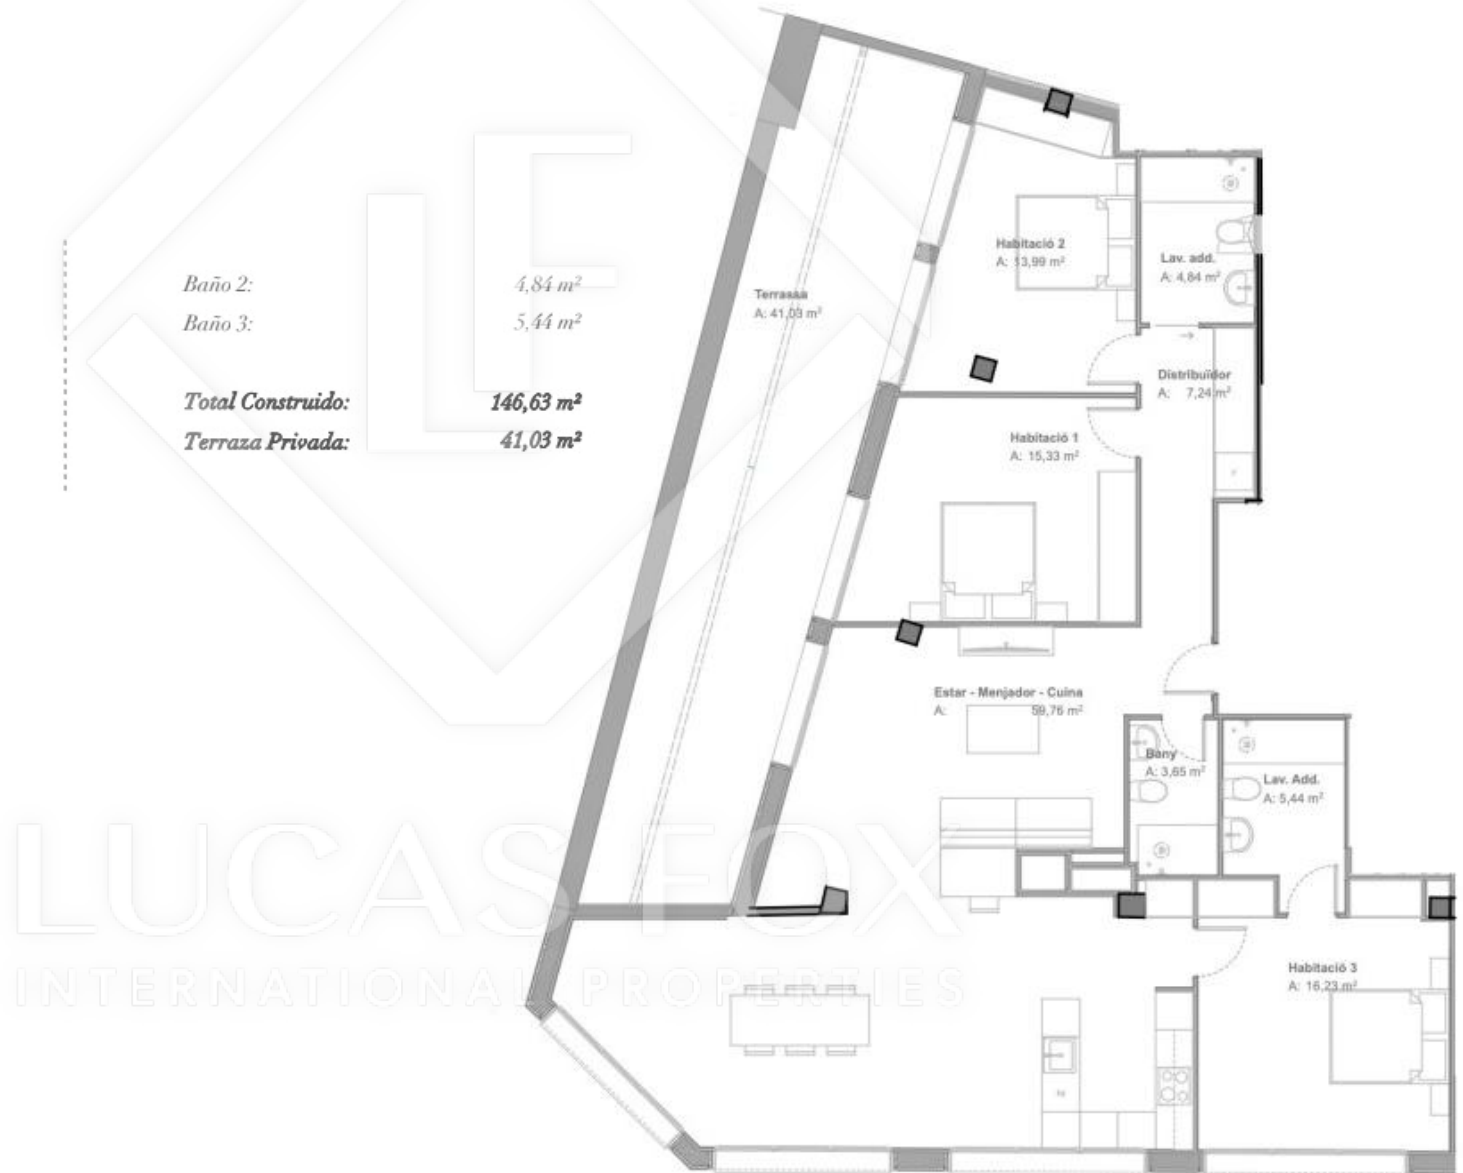 Baño 2: 4,84 m²
Baño 3: 5,44 m²
Total Construido: 146,63 m²
Terraza Privada: 41,03 m²
Terrassa
A: 41,03 m²
Habitació 2
A: 13,99 m²
Lav. add.
A: 4,84 m²
Distribuïdor
A: 7,24 m²
Habitació 1
A: 15,33 m²
Estar - Menjador - Cuina
A: 59,76 m²
Bany
A: 3,65 m²
Lav. Add.
A: 5,44 m²
Habitació 3
A: 16,23 m²
LUCAS FOX
INTERNATIONAL PROPERTIES